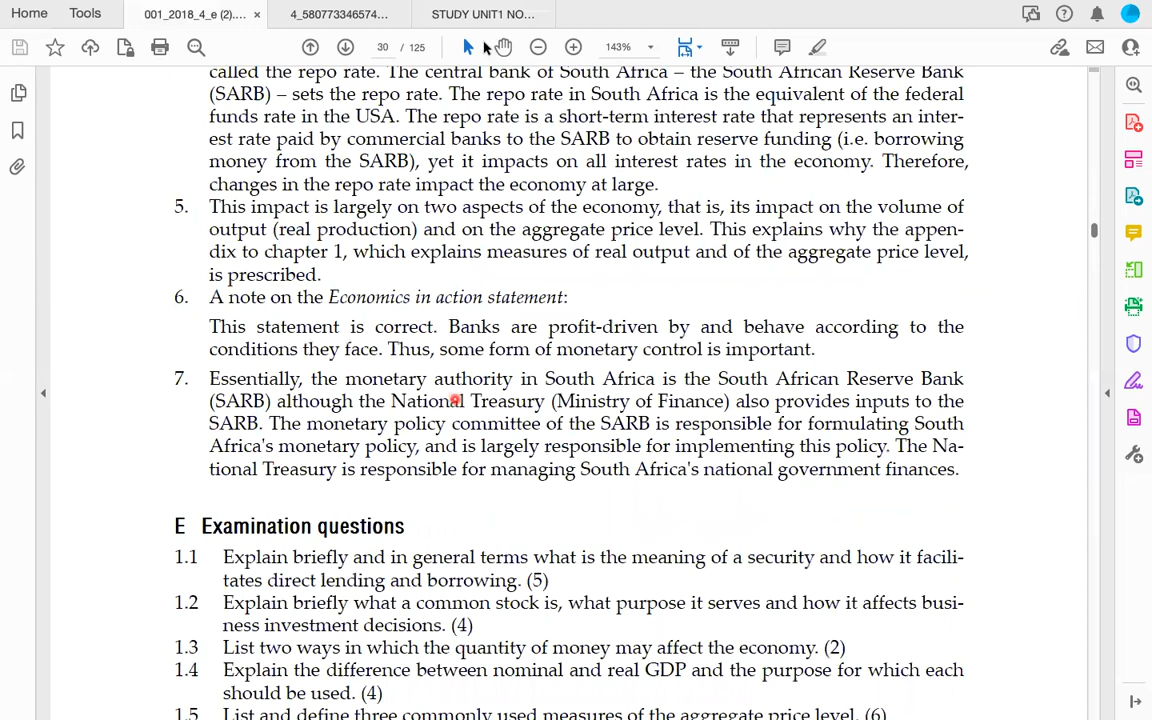 Home
Tools
001_2018_4_e (2)....
×
4_580773346574...
STUDY UNIT1 NO...
30 / 125
143%
called the repo rate. The central bank of South Africa – the South African Reserve Bank
(SARB) – sets the repo rate. The repo rate in South Africa is the equivalent of the federal
funds rate in the USA. The repo rate is a short-term interest rate that represents an inter-
est rate paid by commercial banks to the SARB to obtain reserve funding (i.e. borrowing
money from the SARB), yet it impacts on all interest rates in the economy. Therefore,
changes in the repo rate impact the economy at large.
5. This impact is largely on two aspects of the economy, that is, its impact on the volume of
output (real production) and on the aggregate price level. This explains why the appen-
dix to chapter 1, which explains measures of real output and of the aggregate price level,
is prescribed.
6. A note on the Economics in action statement:
This statement is correct. Banks are profit-driven by and behave according to the
conditions they face. Thus, some form of monetary control is important.
7. Essentially, the monetary authority in South Africa is the South African Reserve Bank
(SARB) although the National Treasury (Ministry of Finance) also provides inputs to the
SARB. The monetary policy committee of the SARB is responsible for formulating South
Africa's monetary policy, and is largely responsible for implementing this policy. The Na-
tional Treasury is responsible for managing South Africa's national government finances.
E Examination questions
1.1 Explain briefly and in general terms what is the meaning of a security and how it facili-
tates direct lending and borrowing. (5)
1.2 Explain briefly what a common stock is, what purpose it serves and how it affects busi-
ness investment decisions. (4)
1.3 List two ways in which the quantity of money may affect the economy. (2)
1.4 Explain the difference between nominal and real GDP and the purpose for which each
should be used. (4)
1.5 List and define three commonly used measures of the aggregate price level. (6)